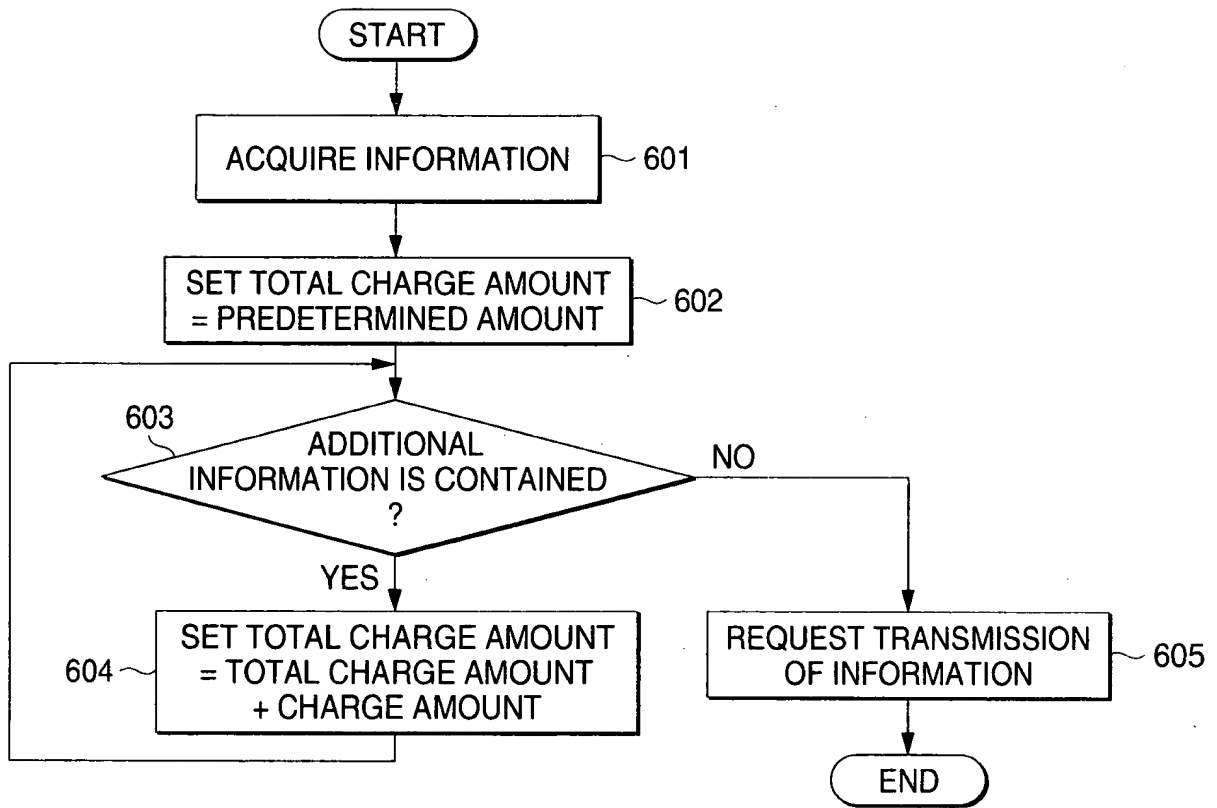 START
ACQUIRE INFORMATION
601
SET TOTAL CHARGE AMOUNT
= PREDETERMINED AMOUNT
602
603
ADDITIONAL
INFORMATION IS CONTAINED
?
NO
YES
SET TOTAL CHARGE AMOUNT
= TOTAL CHARGE AMOUNT
+ CHARGE AMOUNT
604
REQUEST TRANSMISSION
OF INFORMATION
605
END